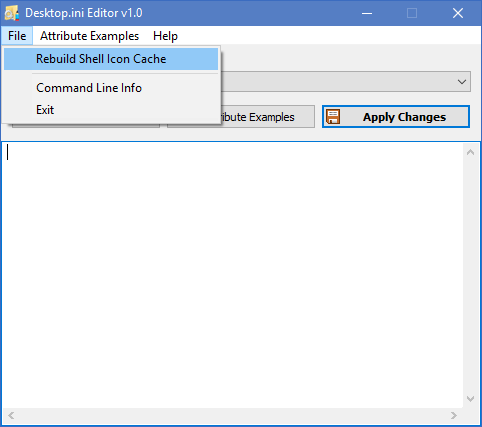 Desktop.ini Editor v1.0
File Attribute Examples Help
Rebuild Shell Icon Cache
Command Line Info
Exit
Examples
Apply Changes